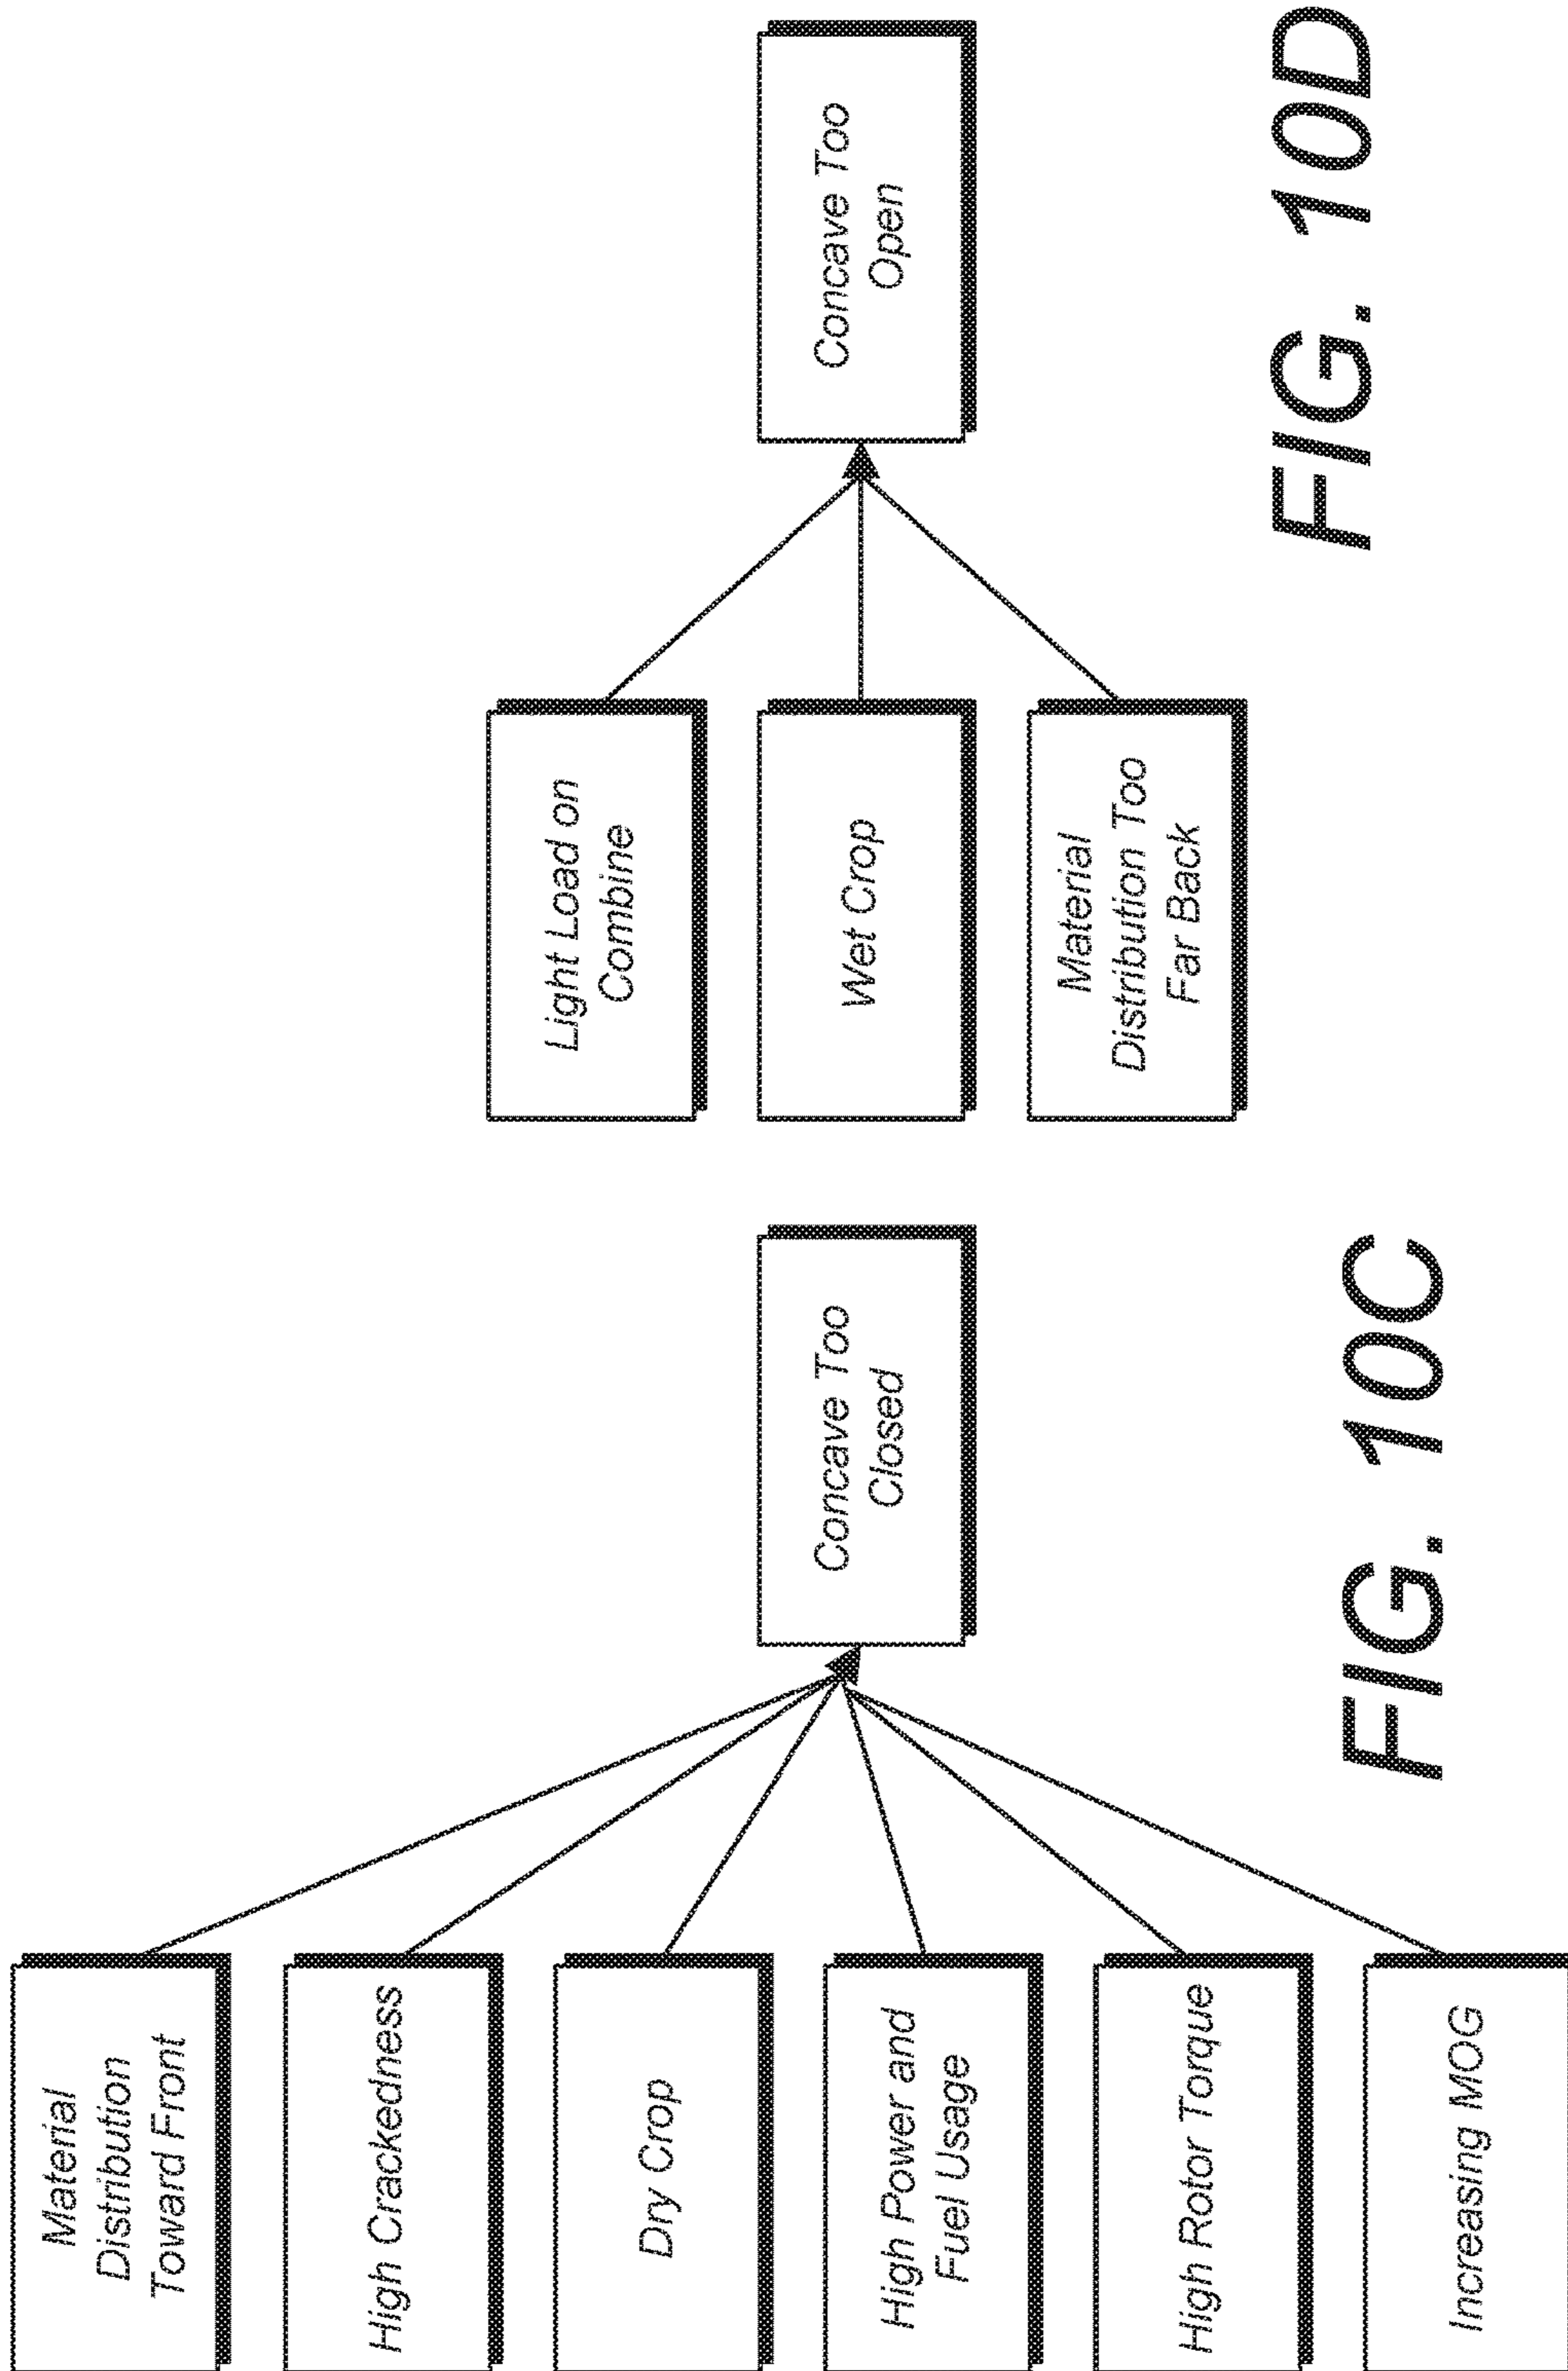 Material
Distribution
Toward Front
High Crackedness
Dry Crop
High Power and
Fuel Usage
High Rotor Torque
Increasing MOG
Concave Too
Closed
FIG. 10C
Light Load on
Combine
Wet Crop
Material
Distribution Too
Far Back
Concave Too
Open
FIG. 10D